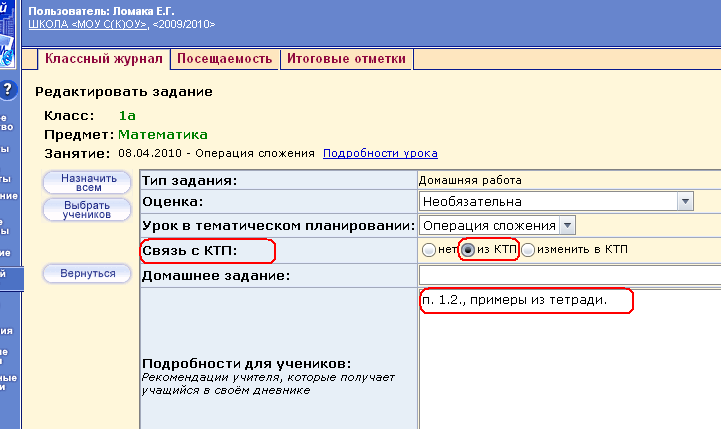 Пользователь: Ломака Е.Г.
ШКОЛА «МОУ С(К)ОУ», <2009/2010>
Классный журнал Посещаемость Итоговые отметки
Редактировать задание
Класс: 1а
Предмет: Математика
Занятие: 08.04.2010 - Операция сложения Подробности урока
Назначить всем
Выбрать учеников
Вернуться
Тип задания: Домашняя работа
Оценка: Необязательна
Урок в тематическом планировании: Операция сложения
Связь с КТП: нет из КТП изменить в КТП
Домашнее задание:
п. 1.2., примеры из тетради.
Подробности для учеников:
Рекомендации учителя, которые получает
учащийся в своём дневнике